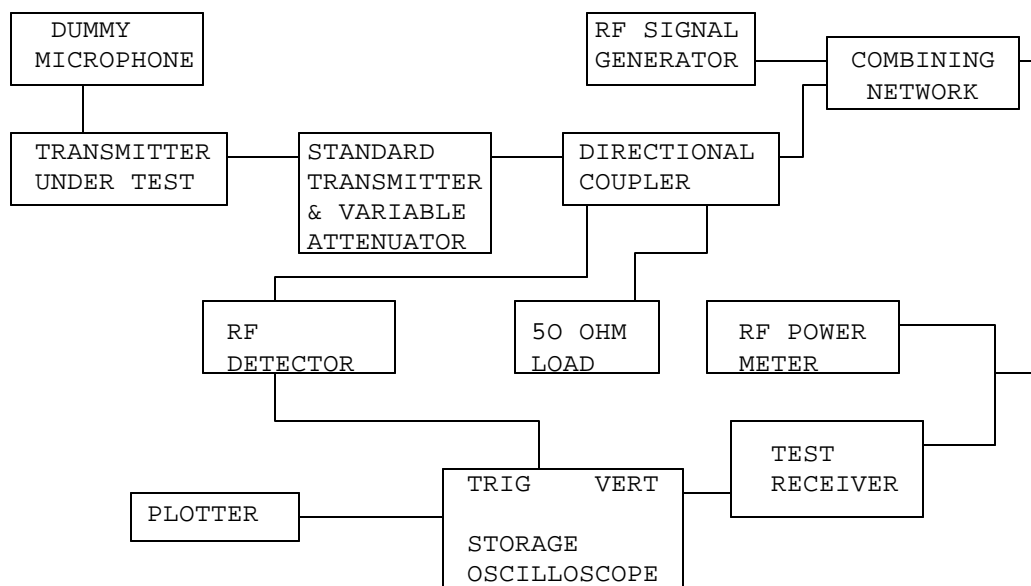 DUMMY
MICROPHONE
RF SIGNAL
GENERATOR
COMBINING
NETWORK
TRANSMITTER
UNDER TEST
STANDARD
TRANSMITTER
& VARIABLE
ATTENUATOR
DIRECTIONAL
COUPLER
RF
DETECTOR
50 OHM
LOAD
RF POWER
METER
TEST
RECEIVER
PLOTTER
TRIG VERT
STORAGE
OSCILLOSCOPE